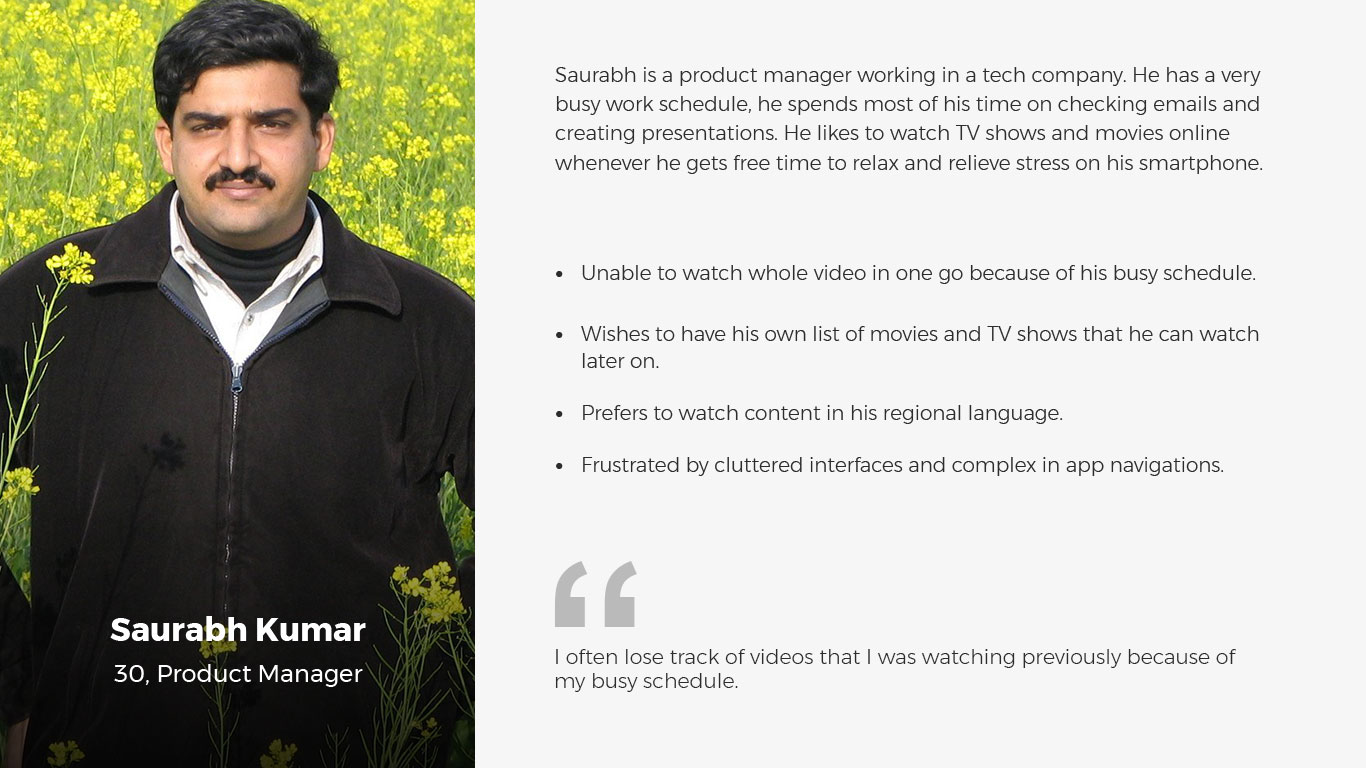 Saurabh is a product manager working in a tech company. He has a very
busy work schedule, he spends most of his time on checking emails and
creating presentations. He likes to watch TV shows and movies online
whenever he gets free time to relax and relieve stress on his smartphone.
• Unable to watch whole video in one go because of his busy schedule.
• Wishes to have his own list of movies and TV shows that he can watch
later on.
• Prefers to watch content in his regional language.
• Frustrated by cluttered interfaces and complex in app navigations.
“
I often lose track of videos that I was watching previously because of
my busy schedule.
Saurabh Kumar
30, Product Manager